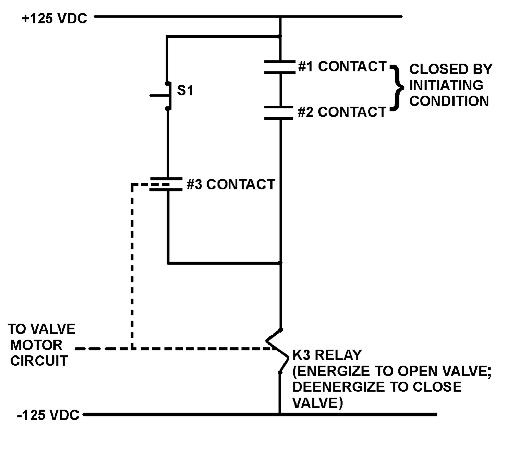 +125 VDC
#1 CONTACT
CLOSED BY
INITIATING
CONDITION
S1
#2 CONTACT
#3 CONTACT
TO VALVE
MOTOR
CIRCUIT
K3 RELAY
(ENERGIZE TO OPEN VALVE;
DEENERGIZE TO CLOSE
VALVE)
-125 VDC